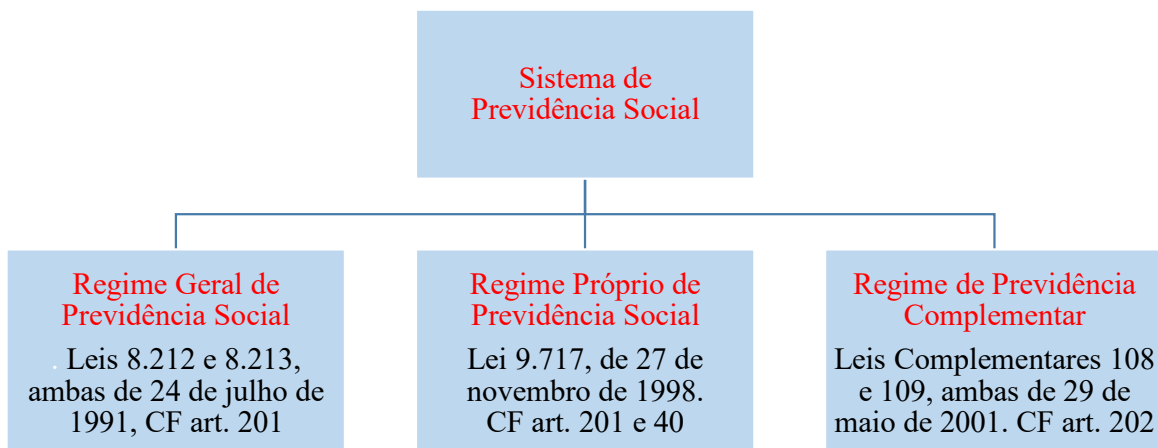 Sistema de
Previdência Social
Regime Geral de
Previdência Social
. Leis 8.212 e 8.213,
ambas de 24 de julho de
1991, CF art. 201
Regime Próprio de
Previdência Social
Lei 9.717, de 27 de
novembro de 1998.
CF art. 201 e 40
Regime de Previdência
Complementar
Leis Complementares 108
e 109, ambas de 29 de
maio de 2001. CF art. 202